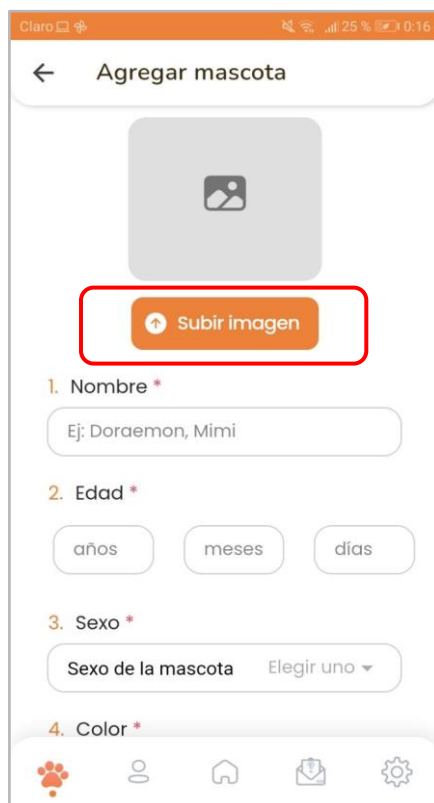 Claro 25 % 0:16
Agregar mascota
Subir imagen
1. Nombre *
Ej: Doraemon, Mimi
2. Edad *
años meses días
3. Sexo *
Sexo de la mascota Elegir uno
4. Color *